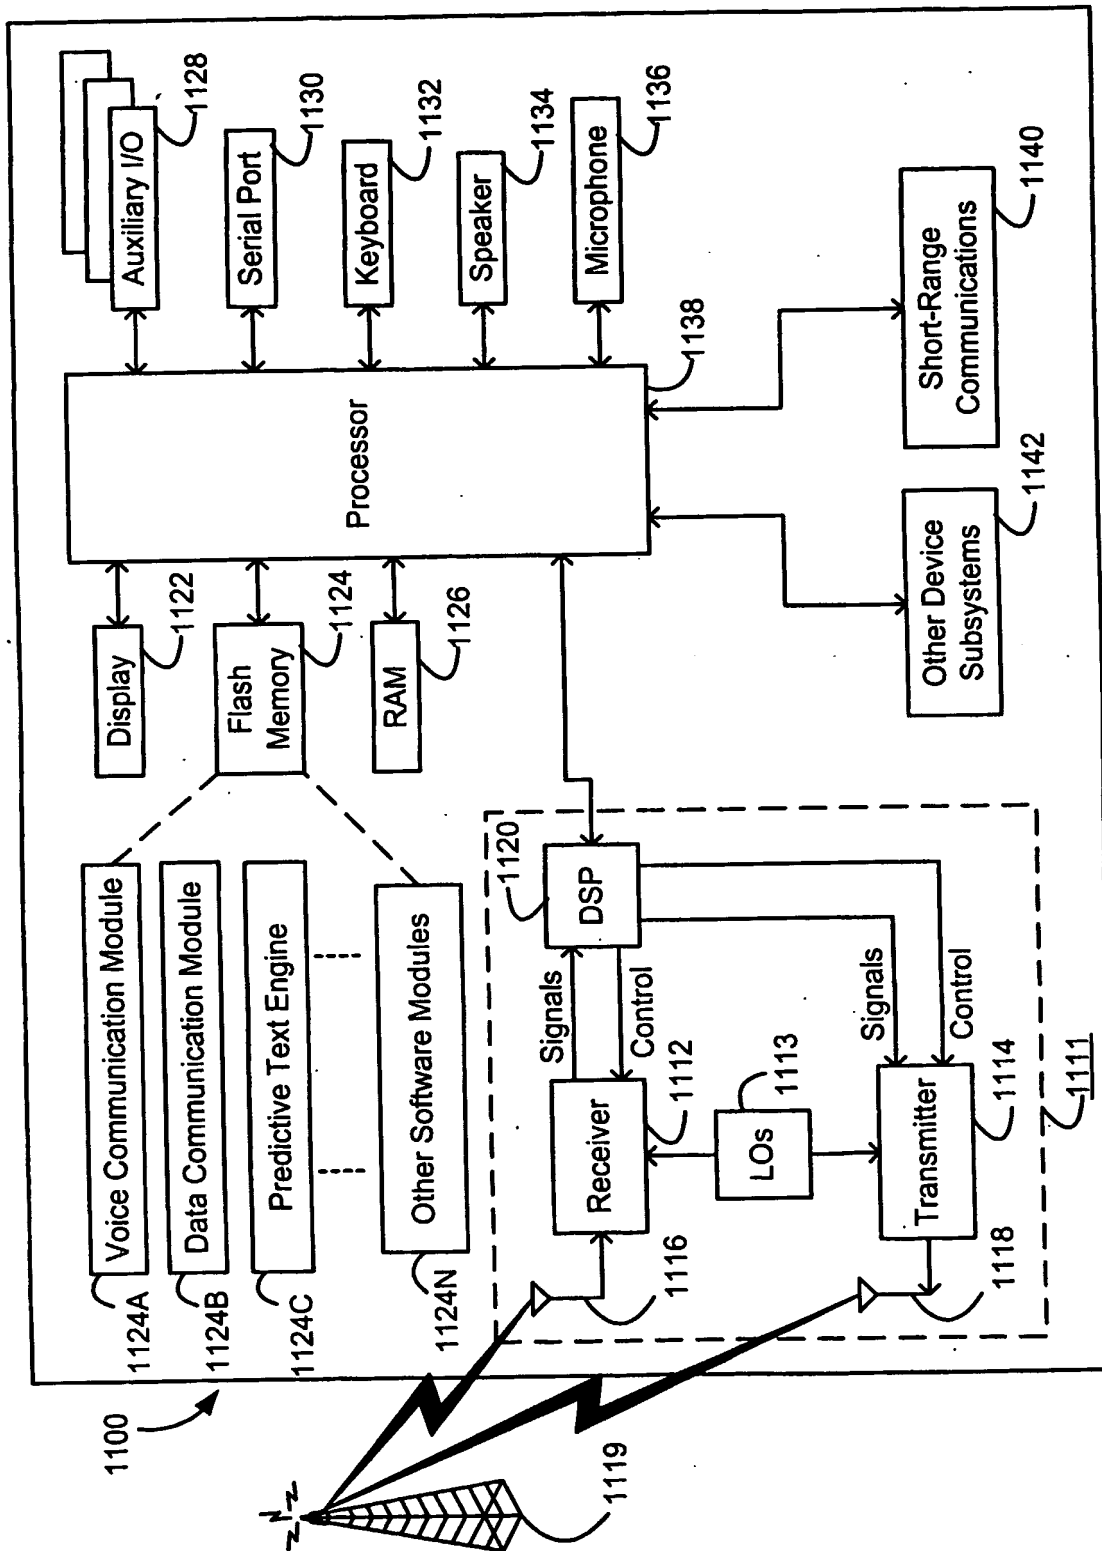 1100
1124A
Voice Communication Module
1124B
Data Communication Module
1124C
Predictive Text Engine
1124N
Other Software Modules
Display
1122
Flash
Memory
1124
RAM
1126
Processor
1138
Auxiliary I/O
1128
Serial Port
1130
Keyboard
1132
Speaker
1134
Microphone
1136
Short-Range
Communications
1140
Other Device
Subsystems
1142
1119
1116
Receiver
1112
Signals
Control
DSP
1120
LOs
1113
Signals
Control
Transmitter
1114
1118
1111